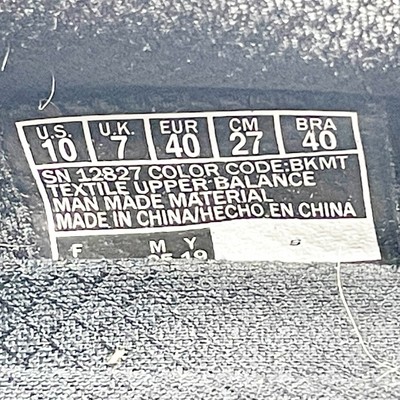 U.S. U.K. EUR CM BRA
10 7 40 27 40
SN 12827 COLOR CODE:BKMT
TEXTILE UPPER BALANCE
MAN MADE MATERIAL
MADE IN CHINA/HECHO EN CHINA
F M Y